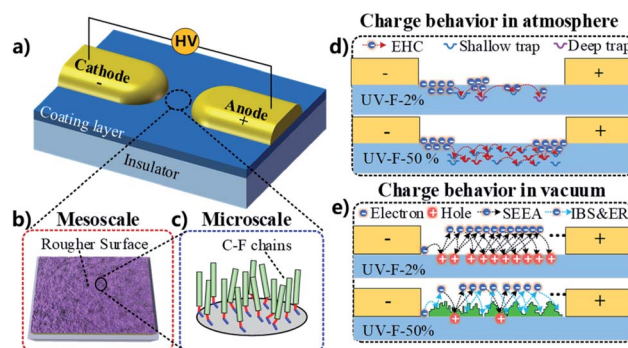 a)
HV
Cathode
-
Anode
+
Coating layer
Insulator
b)
Mesoscale
Rougher Surface
c)
Microscale
C-F chains
Charge behavior in atmosphere
d)
EHC
Shallow trap
Deep trap
-
+
UV-F-2%
-
+
UV-F-50 %
Charge behavior in vacuum
e)
Electron
Hole
SEEA
IBS&ER
-
+
UV-F-2%
-
+
UV-F-50%